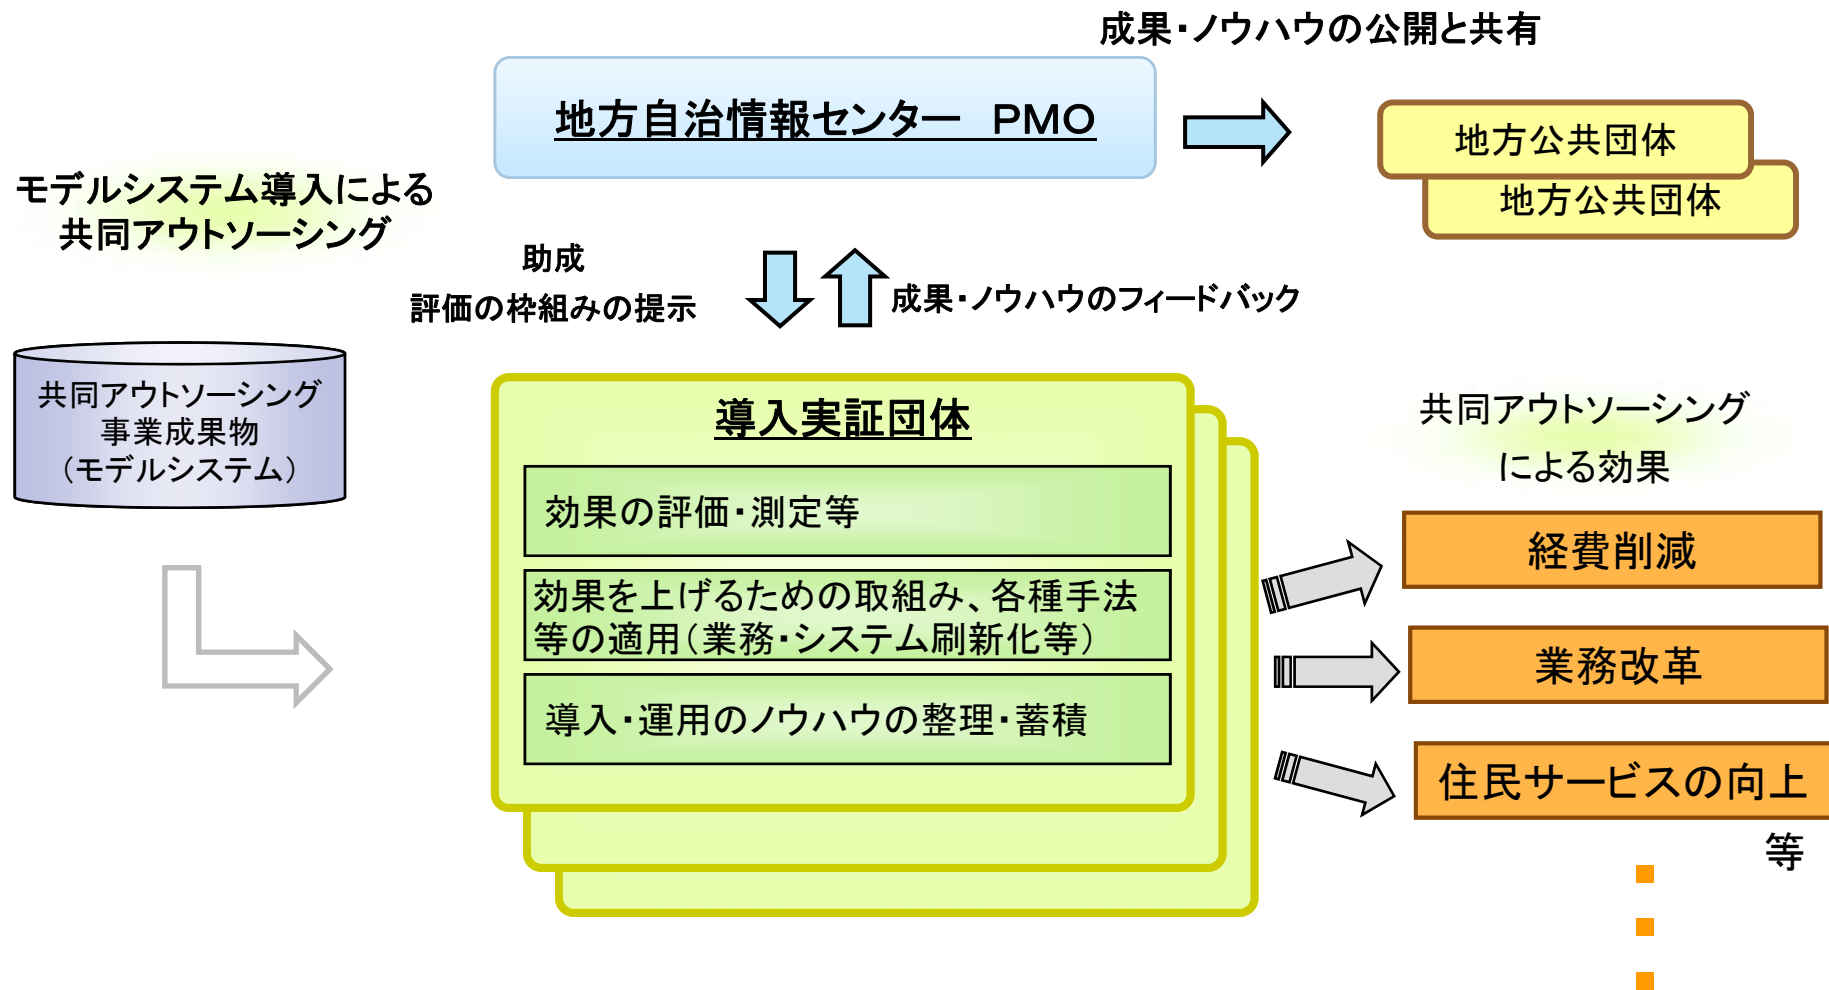 成果・ノウハウの公開と共有
地方自治情報センター　ＰＭＯ
地方公共団体
地方公共団体
モデルシステム導入による
共同アウトソーシング
助成
評価の枠組みの提示
成果・ノウハウのフィードバック
共同アウトソーシング
事業成果物
（モデルシステム）
導入実証団体
効果の評価・測定等
効果を上げるための取組み、各種手法
等の適用（業務・システム刷新化等）
導入・運用のノウハウの整理・蓄積
共同アウトソーシング
による効果
経費削減
業務改革
住民サービスの向上
等